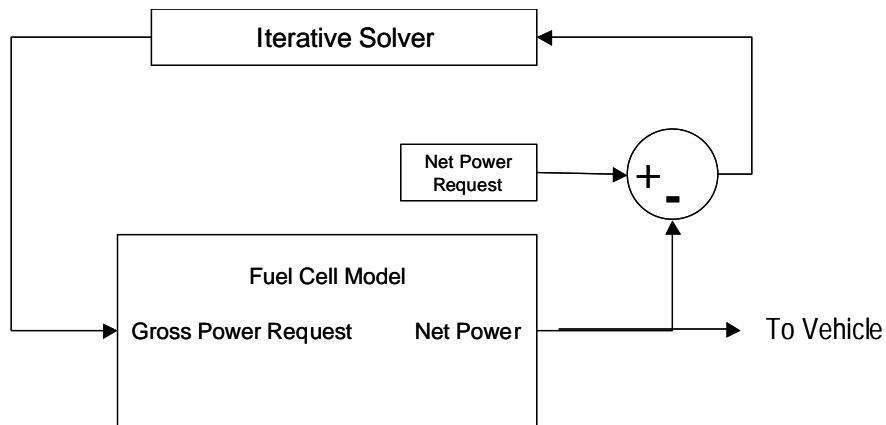 Iterative Solver
Net Power
Request
+
-
Fuel Cell Model
Gross Power Request
Net Power
To Vehicle